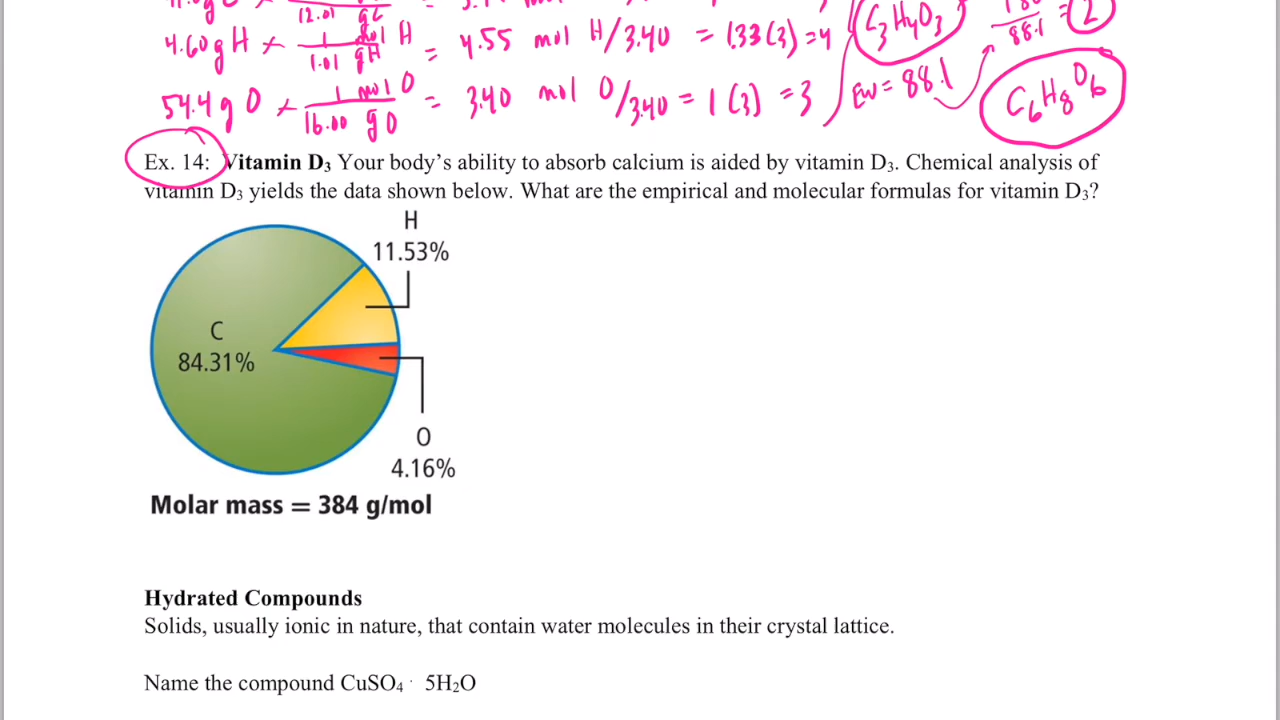 12.01 gC
4.60 g H × 1 mol H / 1.01 gH = 4.55 mol H/3.40 = 1.33 (3) = 4
C3H4O3
88.1 = 2
54.4 g O × 1 mol O / 16.00 g O = 3.40 mol O/3.40 = 1 (3) = 3
EW = 88.1
C6H8O6
Ex. 14: Vitamin D3 Your body's ability to absorb calcium is aided by vitamin D3. Chemical analysis of
vitamin D3 yields the data shown below. What are the empirical and molecular formulas for vitamin D3?
H
11.53%
C
84.31%
O
4.16%
Molar mass = 384 g/mol
Hydrated Compounds
Solids, usually ionic in nature, that contain water molecules in their crystal lattice.
Name the compound CuSO4 · 5H2O